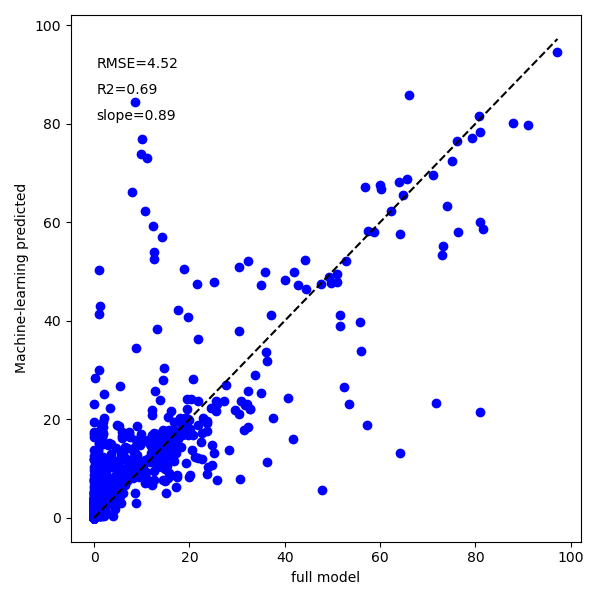 100
80
60
40
20
0
Machine-learning predicted
RMSE=4.52
R2=0.69
slope=0.89
0 20 40 60 80 100
full model